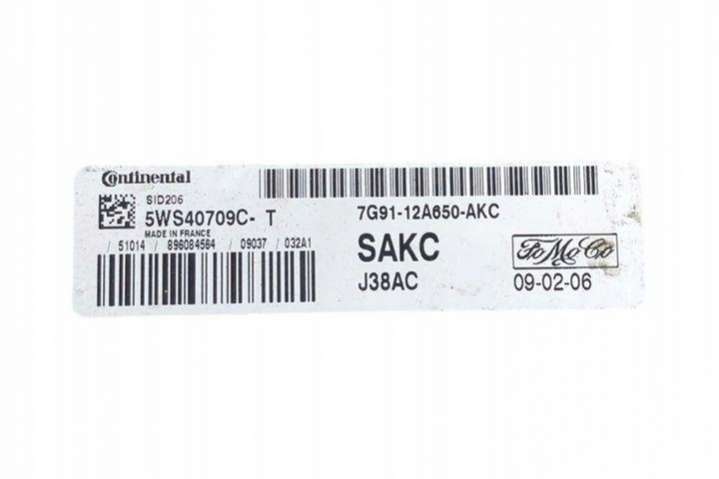 Continental
SID206
5WS40709C- T
MADE IN FRANCE
/ 51014 / 896084564 / 09037 / 032A1
7G91-12A650-AKC
SAKC
FoMoCo
J38AC
09-02-06